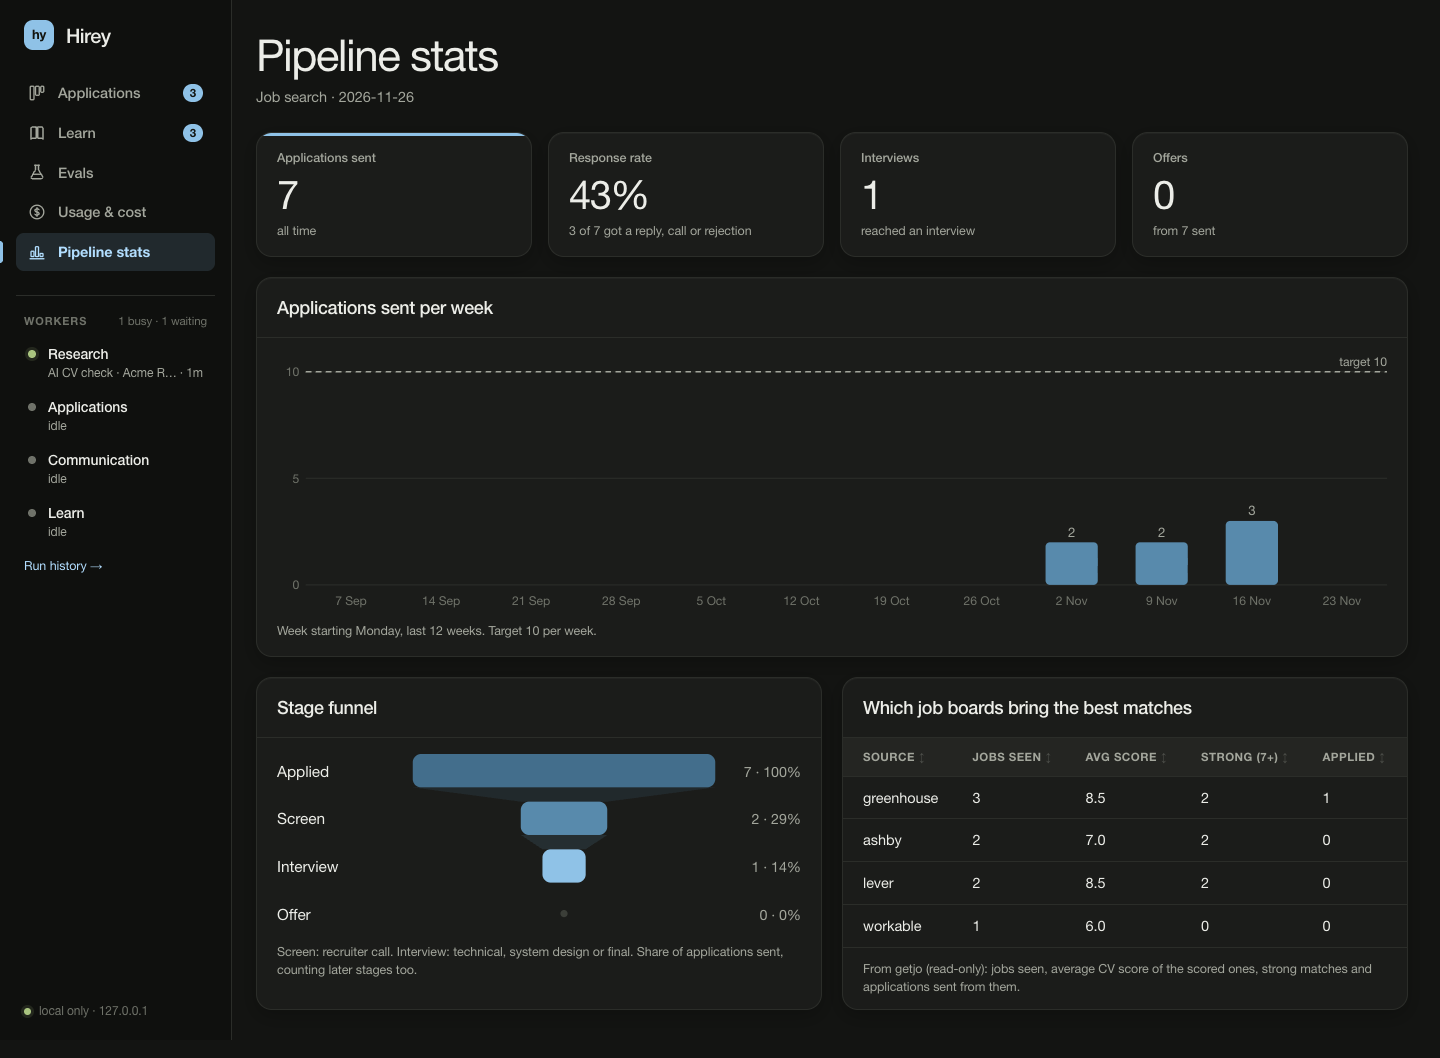 hy Hirey
Applications 3
Learn 3
Evals
Usage & cost
Pipeline stats
WORKERS 1 busy · 1 waiting
Research
AI CV check · Acme R... · 1m
Applications
idle
Communication
idle
Learn
idle
Run history →
local only · 127.0.0.1
Pipeline stats
Job search · 2026-11-26
Applications sent
7
all time
Response rate
43%
3 of 7 got a reply, call or rejection
Interviews
1
reached an interview
Offers
0
from 7 sent
Applications sent per week
target 10
10
5
2 2 3
0
7 Sep 14 Sep 21 Sep 28 Sep 5 Oct 12 Oct 19 Oct 26 Oct 2 Nov 9 Nov 16 Nov 23 Nov
Week starting Monday, last 12 weeks. Target 10 per week.
Stage funnel
Applied 7 · 100%
Screen 2 · 29%
Interview 1 · 14%
Offer 0 · 0%
Screen: recruiter call. Interview: technical, system design or final. Share of applications sent,
counting later stages too.
Which job boards bring the best matches
SOURCE ↕ JOBS SEEN ↕ AVG SCORE ↕ STRONG (7+) ↕ APPLIED ↕
greenhouse 3 8.5 2 1
ashby 2 7.0 2 0
lever 2 8.5 2 0
workable 1 6.0 0 0
From getjo (read-only): jobs seen, average CV score of the scored ones, strong matches and
applications sent from them.